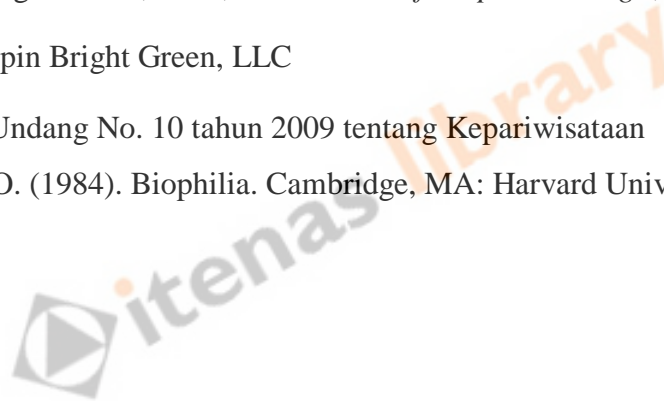 pin Bright Green, LLC
Undang No. 10 tahun 2009 tentang Kepariwisataan
O. (1984). Biophilia. Cambridge, MA: Harvard Univ
itenas library